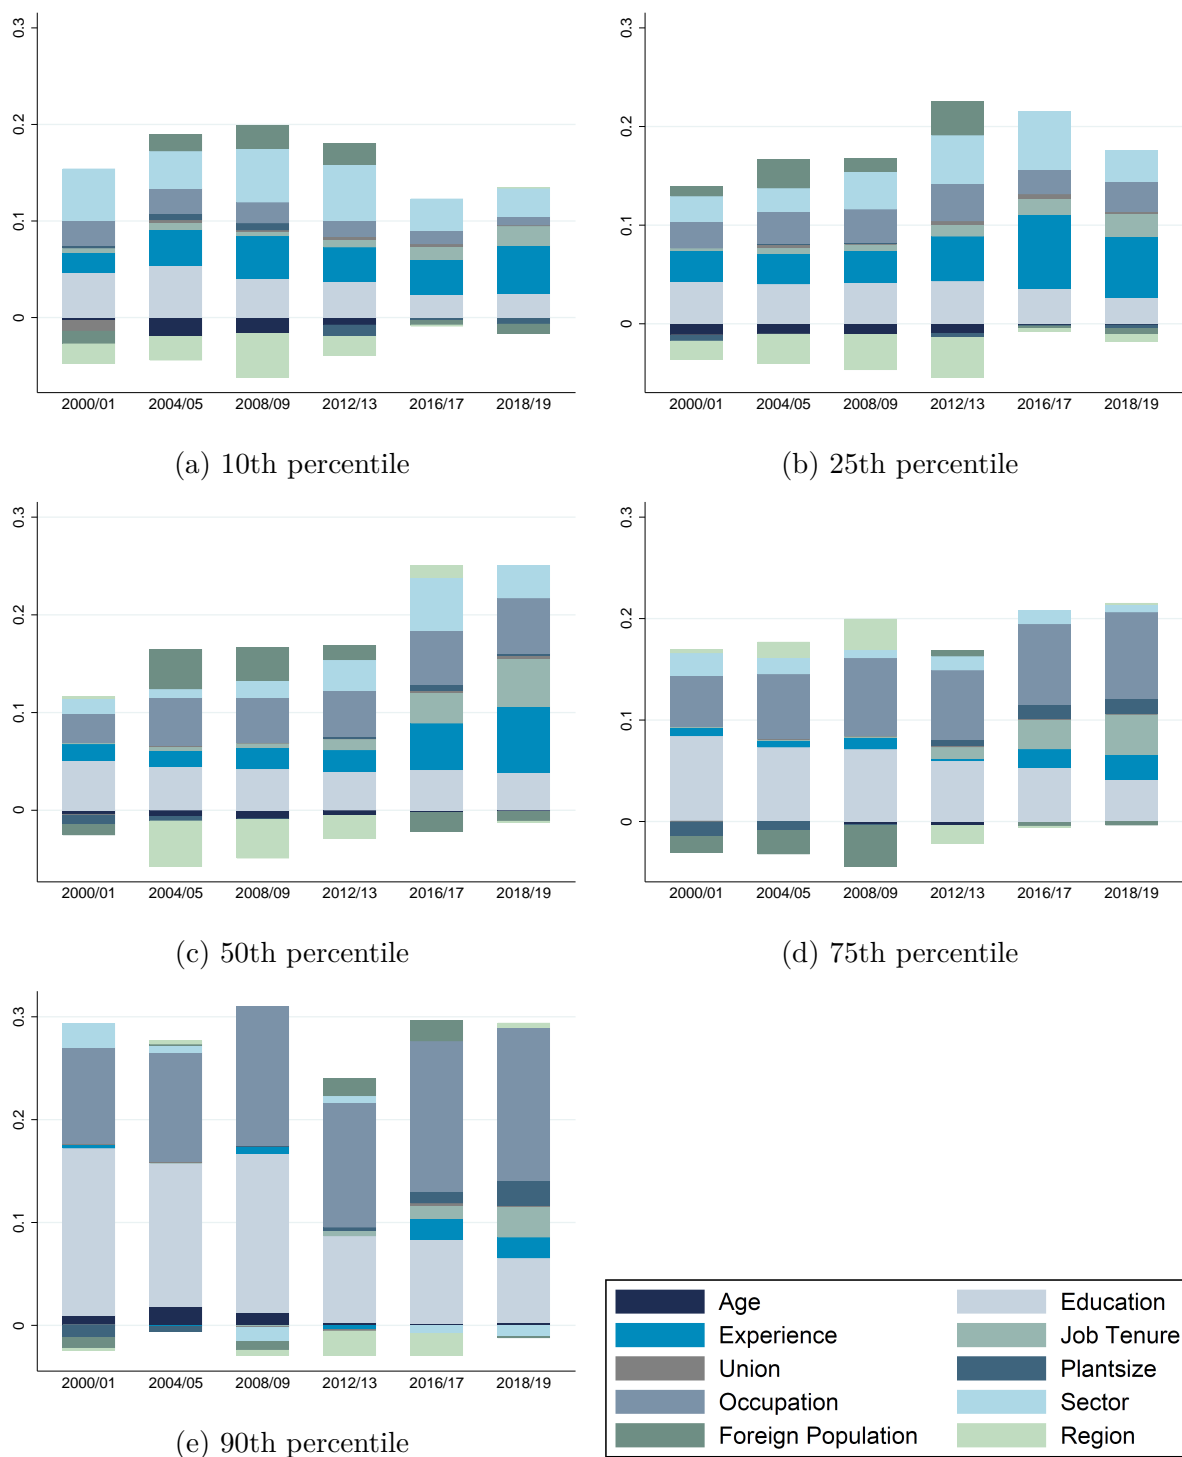 0.3
0.2
0.1
0
2000/01 2004/05 2008/09 2012/13 2016/17 2018/19
(a) 10th percentile
0.3
0.2
0.1
0
2000/01 2004/05 2008/09 2012/13 2016/17 2018/19
(b) 25th percentile
0.3
0.2
0.1
0
2000/01 2004/05 2008/09 2012/13 2016/17 2018/19
(c) 50th percentile
0.3
0.2
0.1
0
2000/01 2004/05 2008/09 2012/13 2016/17 2018/19
(d) 75th percentile
0.3
0.2
0.1
0
2000/01 2004/05 2008/09 2012/13 2016/17 2018/19
(e) 90th percentile
Age Education
Experience Job Tenure
Union Plantsize
Occupation Sector
Foreign Population Region